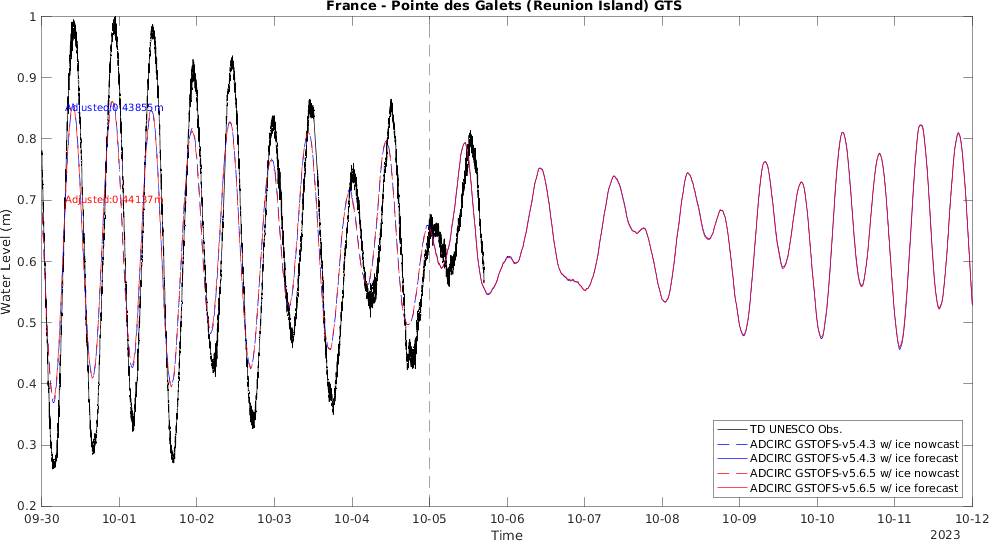 France - Pointe des Galets (Reunion Island) GTS
1
0.9
0.8
0.7
0.6
0.5
0.4
0.3
0.2
Water Level (m)
Adjusted:0.43855m
Adjusted:0.44137m
TD UNESCO Obs.
ADCIRC GSTOFS-v5.4.3 w/ ice nowcast
ADCIRC GSTOFS-v5.4.3 w/ ice forecast
ADCIRC GSTOFS-v5.6.5 w/ ice nowcast
ADCIRC GSTOFS-v5.6.5 w/ ice forecast
09-30 10-01 10-02 10-03 10-04 10-05 10-06 10-07 10-08 10-09 10-10 10-11 10-12
Time
2023